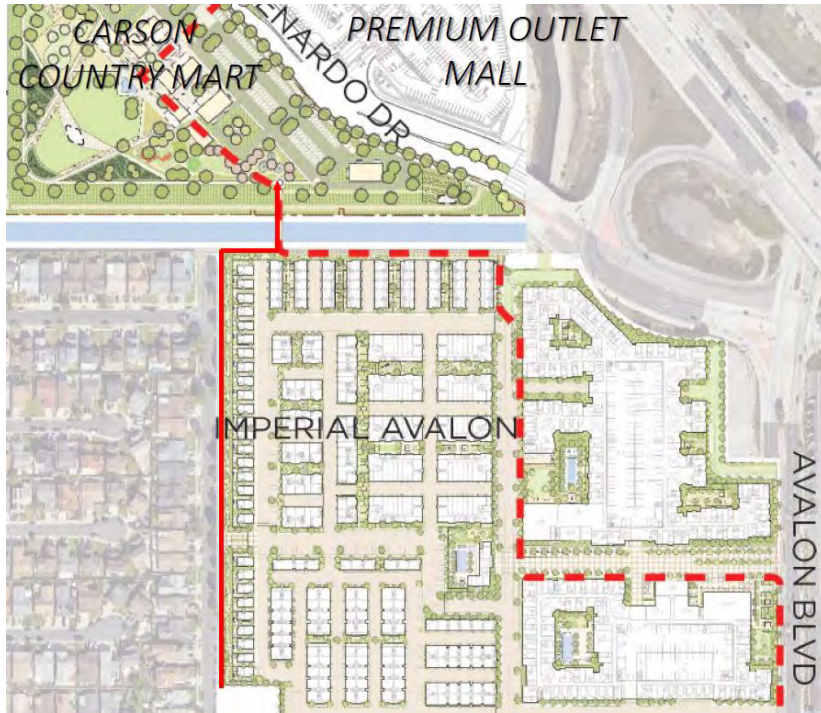 CARSON
COUNTRY MART
PREMIUM OUTLET
MALL
ENARDO DR
IMPERIAL AVALON
AVALON BLVD